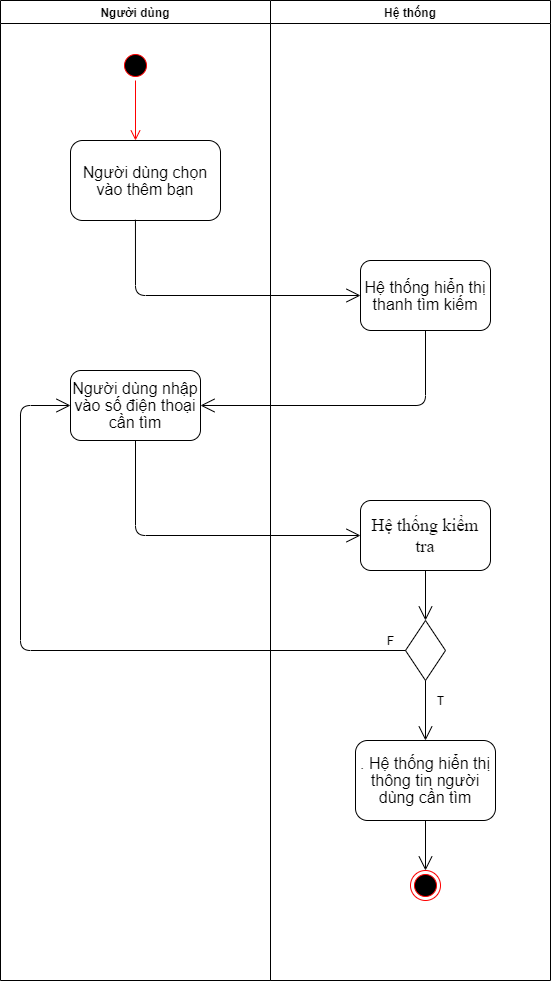 Người dùng
Hệ thống
Người dùng chọn
vào thêm bạn
Hệ thống hiển thị
thanh tìm kiếm
Người dùng nhập
vào số điện thoại
cần tìm
Hệ thống kiểm
tra
F
T
. Hệ thống hiển thị
thông tin người
dùng cần tìm